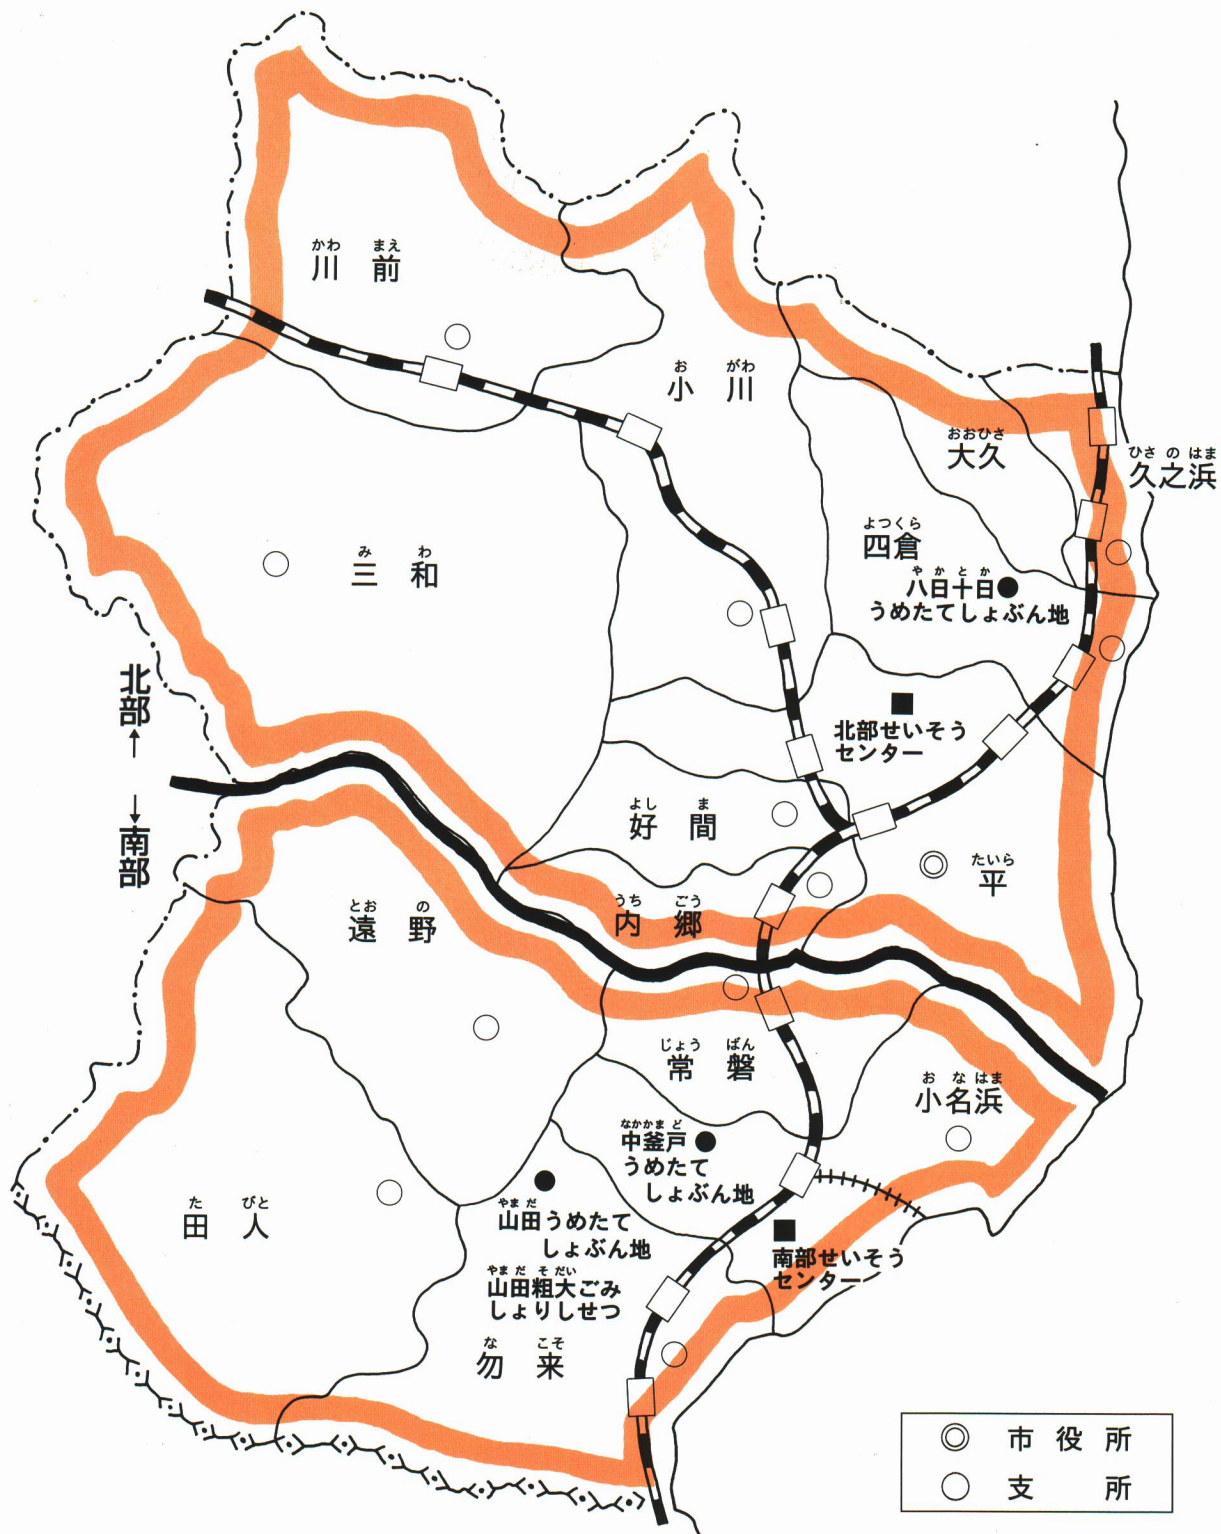 かわ まえ
川 前
お がわ
小 川
おおひさ
大久
ひさ の はま
久之浜
よつくら
四倉
や か と か
八日十日
うめたてしょぶん地
み わ
三 和
北部
南部
北部せいそう
センター
よし ま
好 間
たいら
平
うち ごう
内 郷
とお の
遠 野
じょう ばん
常 磐
お な はま
小名浜
なかかま ど
中釜戸
うめたて
しょぶん地
た びと
田 人
やま だ
山田うめたて
しょぶん地
やま だ そ だい
山田粗大ごみ
しょりしせつ
南部せいそう
センター
な こそ
勿 来
市 役 所
支 所